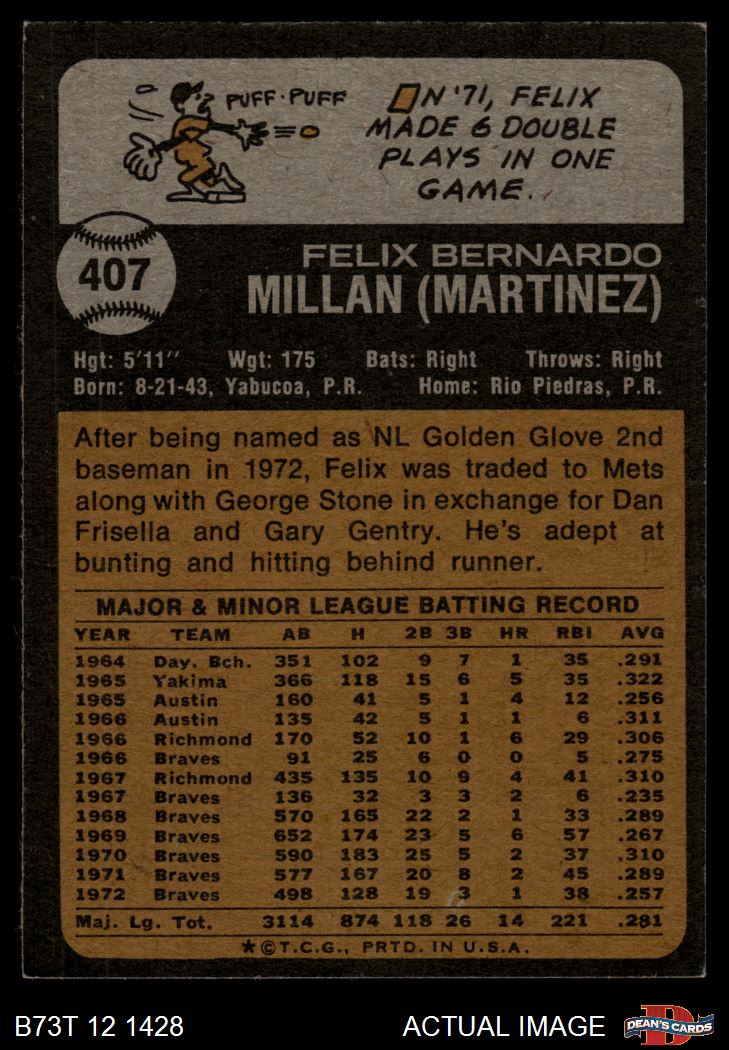 PUFF·PUFF
IN '71, FELIX
MADE 6 DOUBLE
PLAYS IN ONE
GAME.
407
FELIX BERNARDO
MILLAN (MARTINEZ)
Hgt: 5'11" Wgt: 175 Bats: Right Throws: Right
Born: 8-21-43, Yabucoa, P.R. Home: Rio Piedras, P.R.
After being named as NL Golden Glove 2nd
baseman in 1972, Felix was traded to Mets
along with George Stone in exchange for Dan
Frisella and Gary Gentry. He's adept at
bunting and hitting behind runner.
MAJOR & MINOR LEAGUE BATTING RECORD
YEAR TEAM AB H 2B 3B HR RBI AVG
1964 Day. Bch. 351 102 9 7 1 35 .291
1965 Yakima 366 118 15 6 5 35 .322
1965 Austin 160 41 5 1 4 12 .256
1966 Austin 135 42 5 1 1 6 .311
1966 Richmond 170 52 10 1 6 29 .306
1966 Braves 91 25 6 0 0 5 .275
1967 Richmond 435 135 10 9 4 41 .310
1967 Braves 136 32 3 3 2 6 .235
1968 Braves 570 165 22 2 1 33 .289
1969 Braves 652 174 23 5 6 57 .267
1970 Braves 590 183 25 5 2 37 .310
1971 Braves 577 167 20 8 2 45 .289
1972 Braves 498 128 19 3 1 38 .257
Maj. Lg. Tot. 3114 874 118 26 14 221 .281
*©T.C.G., PRTD. IN U.S.A.
B73T 12 1428 ACTUAL IMAGE
D
DEAN'S CARDS